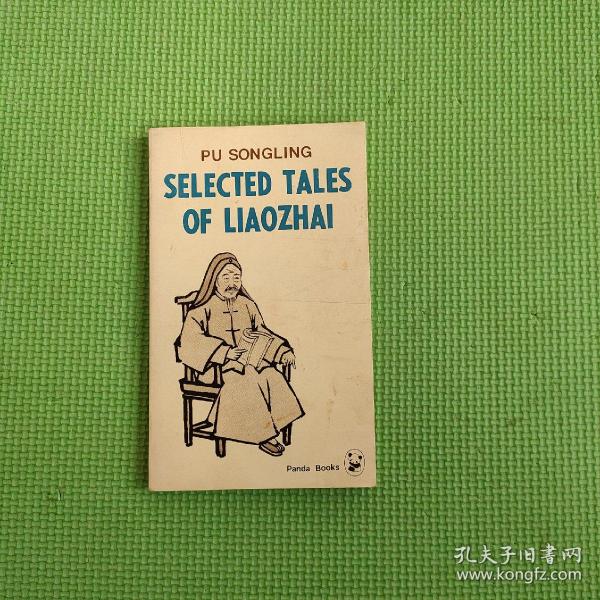 PU SONGLING
SELECTED TALES
OF LIAOZHAI
Panda Books
孔夫子旧书网
www.kongfz.com